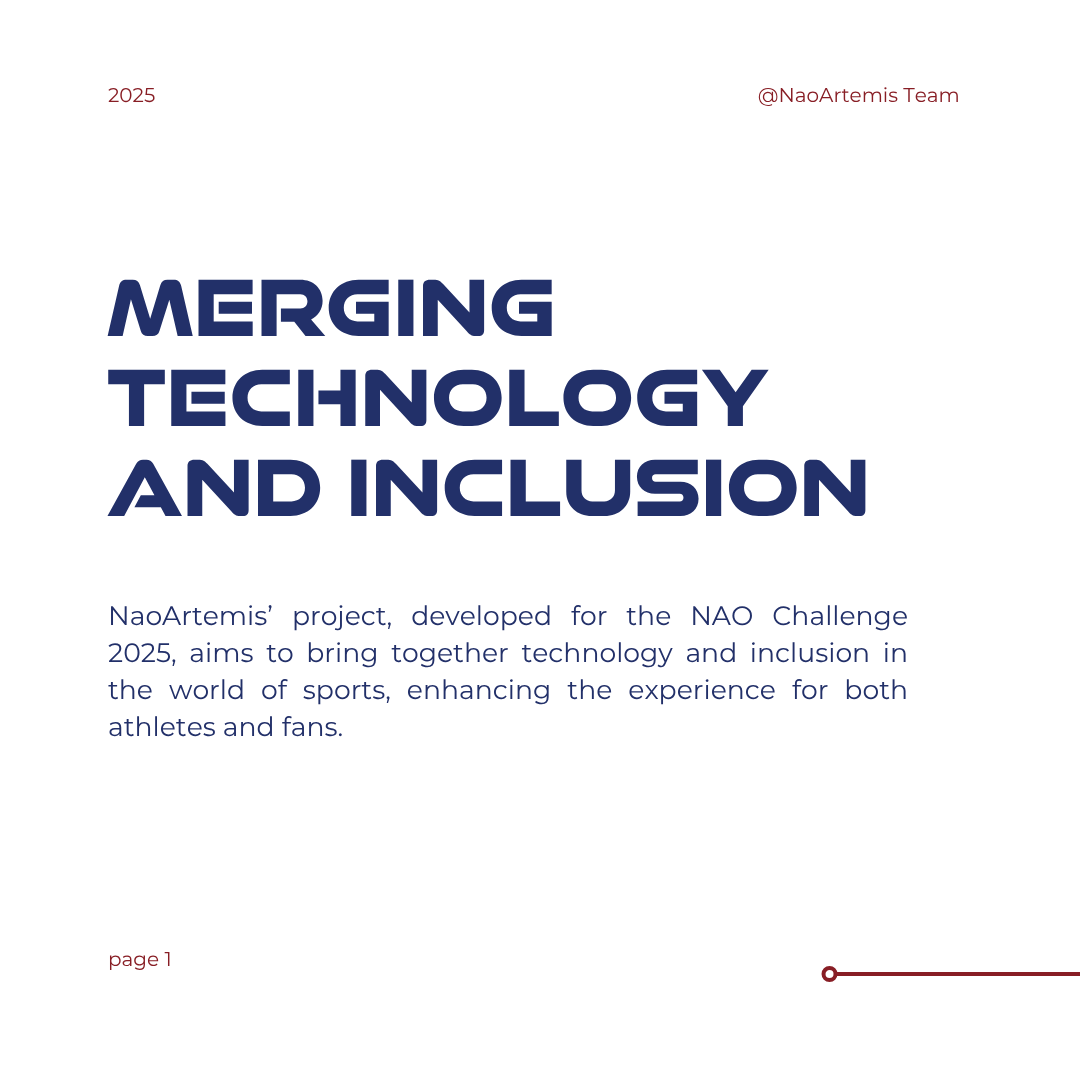 2025
@NaoArtemis Team
MERGING
TECHNOLOGY
AND INCLUSION
NaoArtemis’ project, developed for the NAO Challenge
2025, aims to bring together technology and inclusion in
the world of sports, enhancing the experience for both
athletes and fans.
page 1